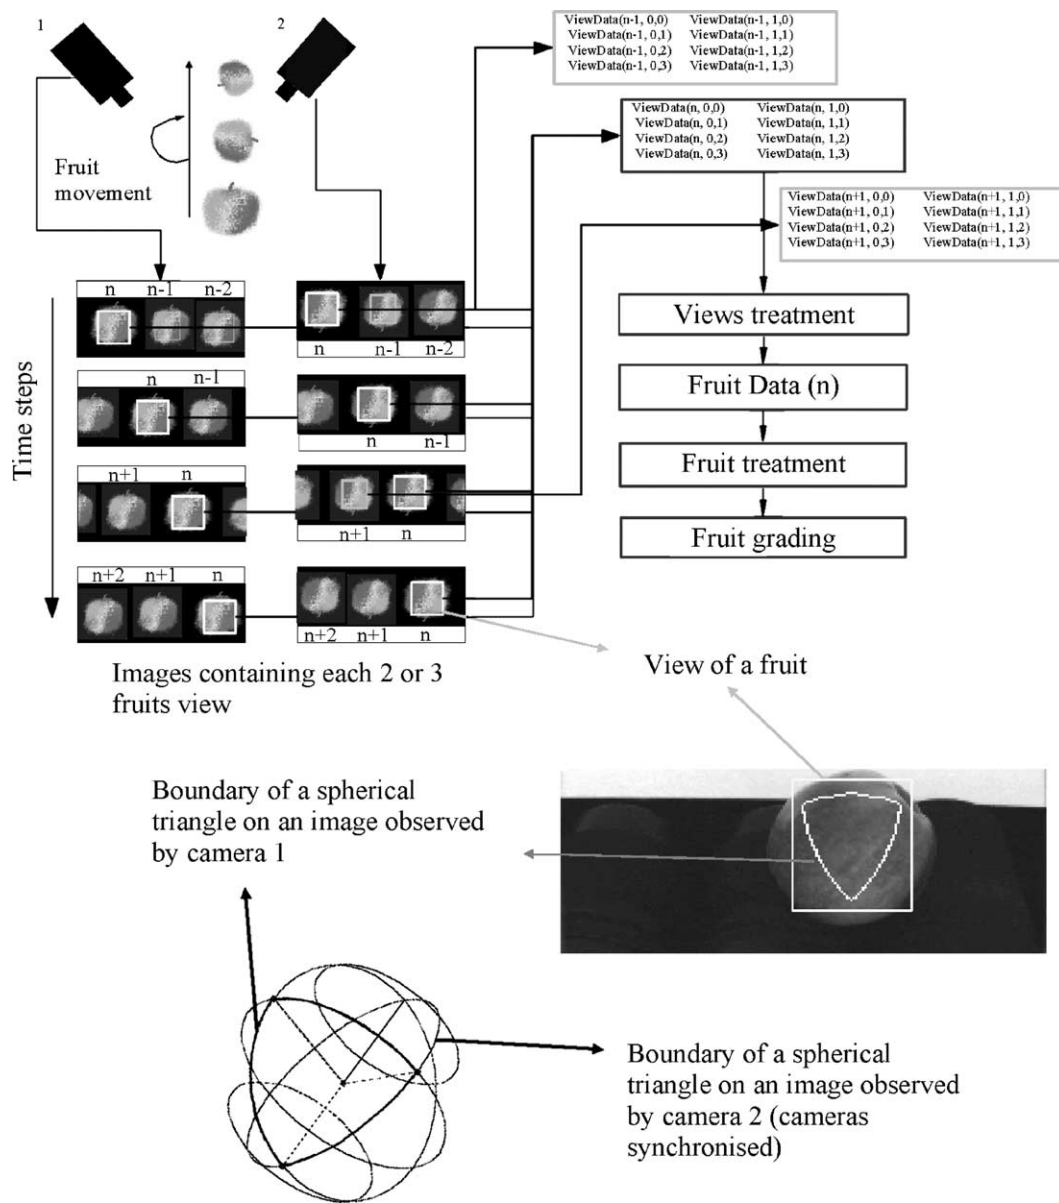 1
2
ViewData(n-1, 0,0) ViewData(n-1, 1,0)
ViewData(n-1, 0,1) ViewData(n-1, 1,1)
ViewData(n-1, 0,2) ViewData(n-1, 1,2)
ViewData(n-1, 0,3) ViewData(n-1, 1,3)
ViewData(n, 0,0) ViewData(n, 1,0)
ViewData(n, 0,1) ViewData(n, 1,1)
ViewData(n, 0,2) ViewData(n, 1,2)
ViewData(n, 0,3) ViewData(n, 1,3)
Fruit
movement
ViewData(n+1, 0,0) ViewData(n+1, 1,0)
ViewData(n+1, 0,1) ViewData(n+1, 1,1)
ViewData(n+1, 0,2) ViewData(n+1, 1,2)
ViewData(n+1, 0,3) ViewData(n+1, 1,3)
Time steps
n n-1 n-2
n n-1 n-2
n n-1
n n-1
n+1 n
n+1 n
n+2 n+1 n
n+2 n+1 n
Views treatment
Fruit Data (n)
Fruit treatment
Fruit grading
Images containing each 2 or 3
fruits view
View of a fruit
Boundary of a spherical
triangle on an image observed
by camera 1
Boundary of a spherical
triangle on an image observed
by camera 2 (cameras
synchronised)